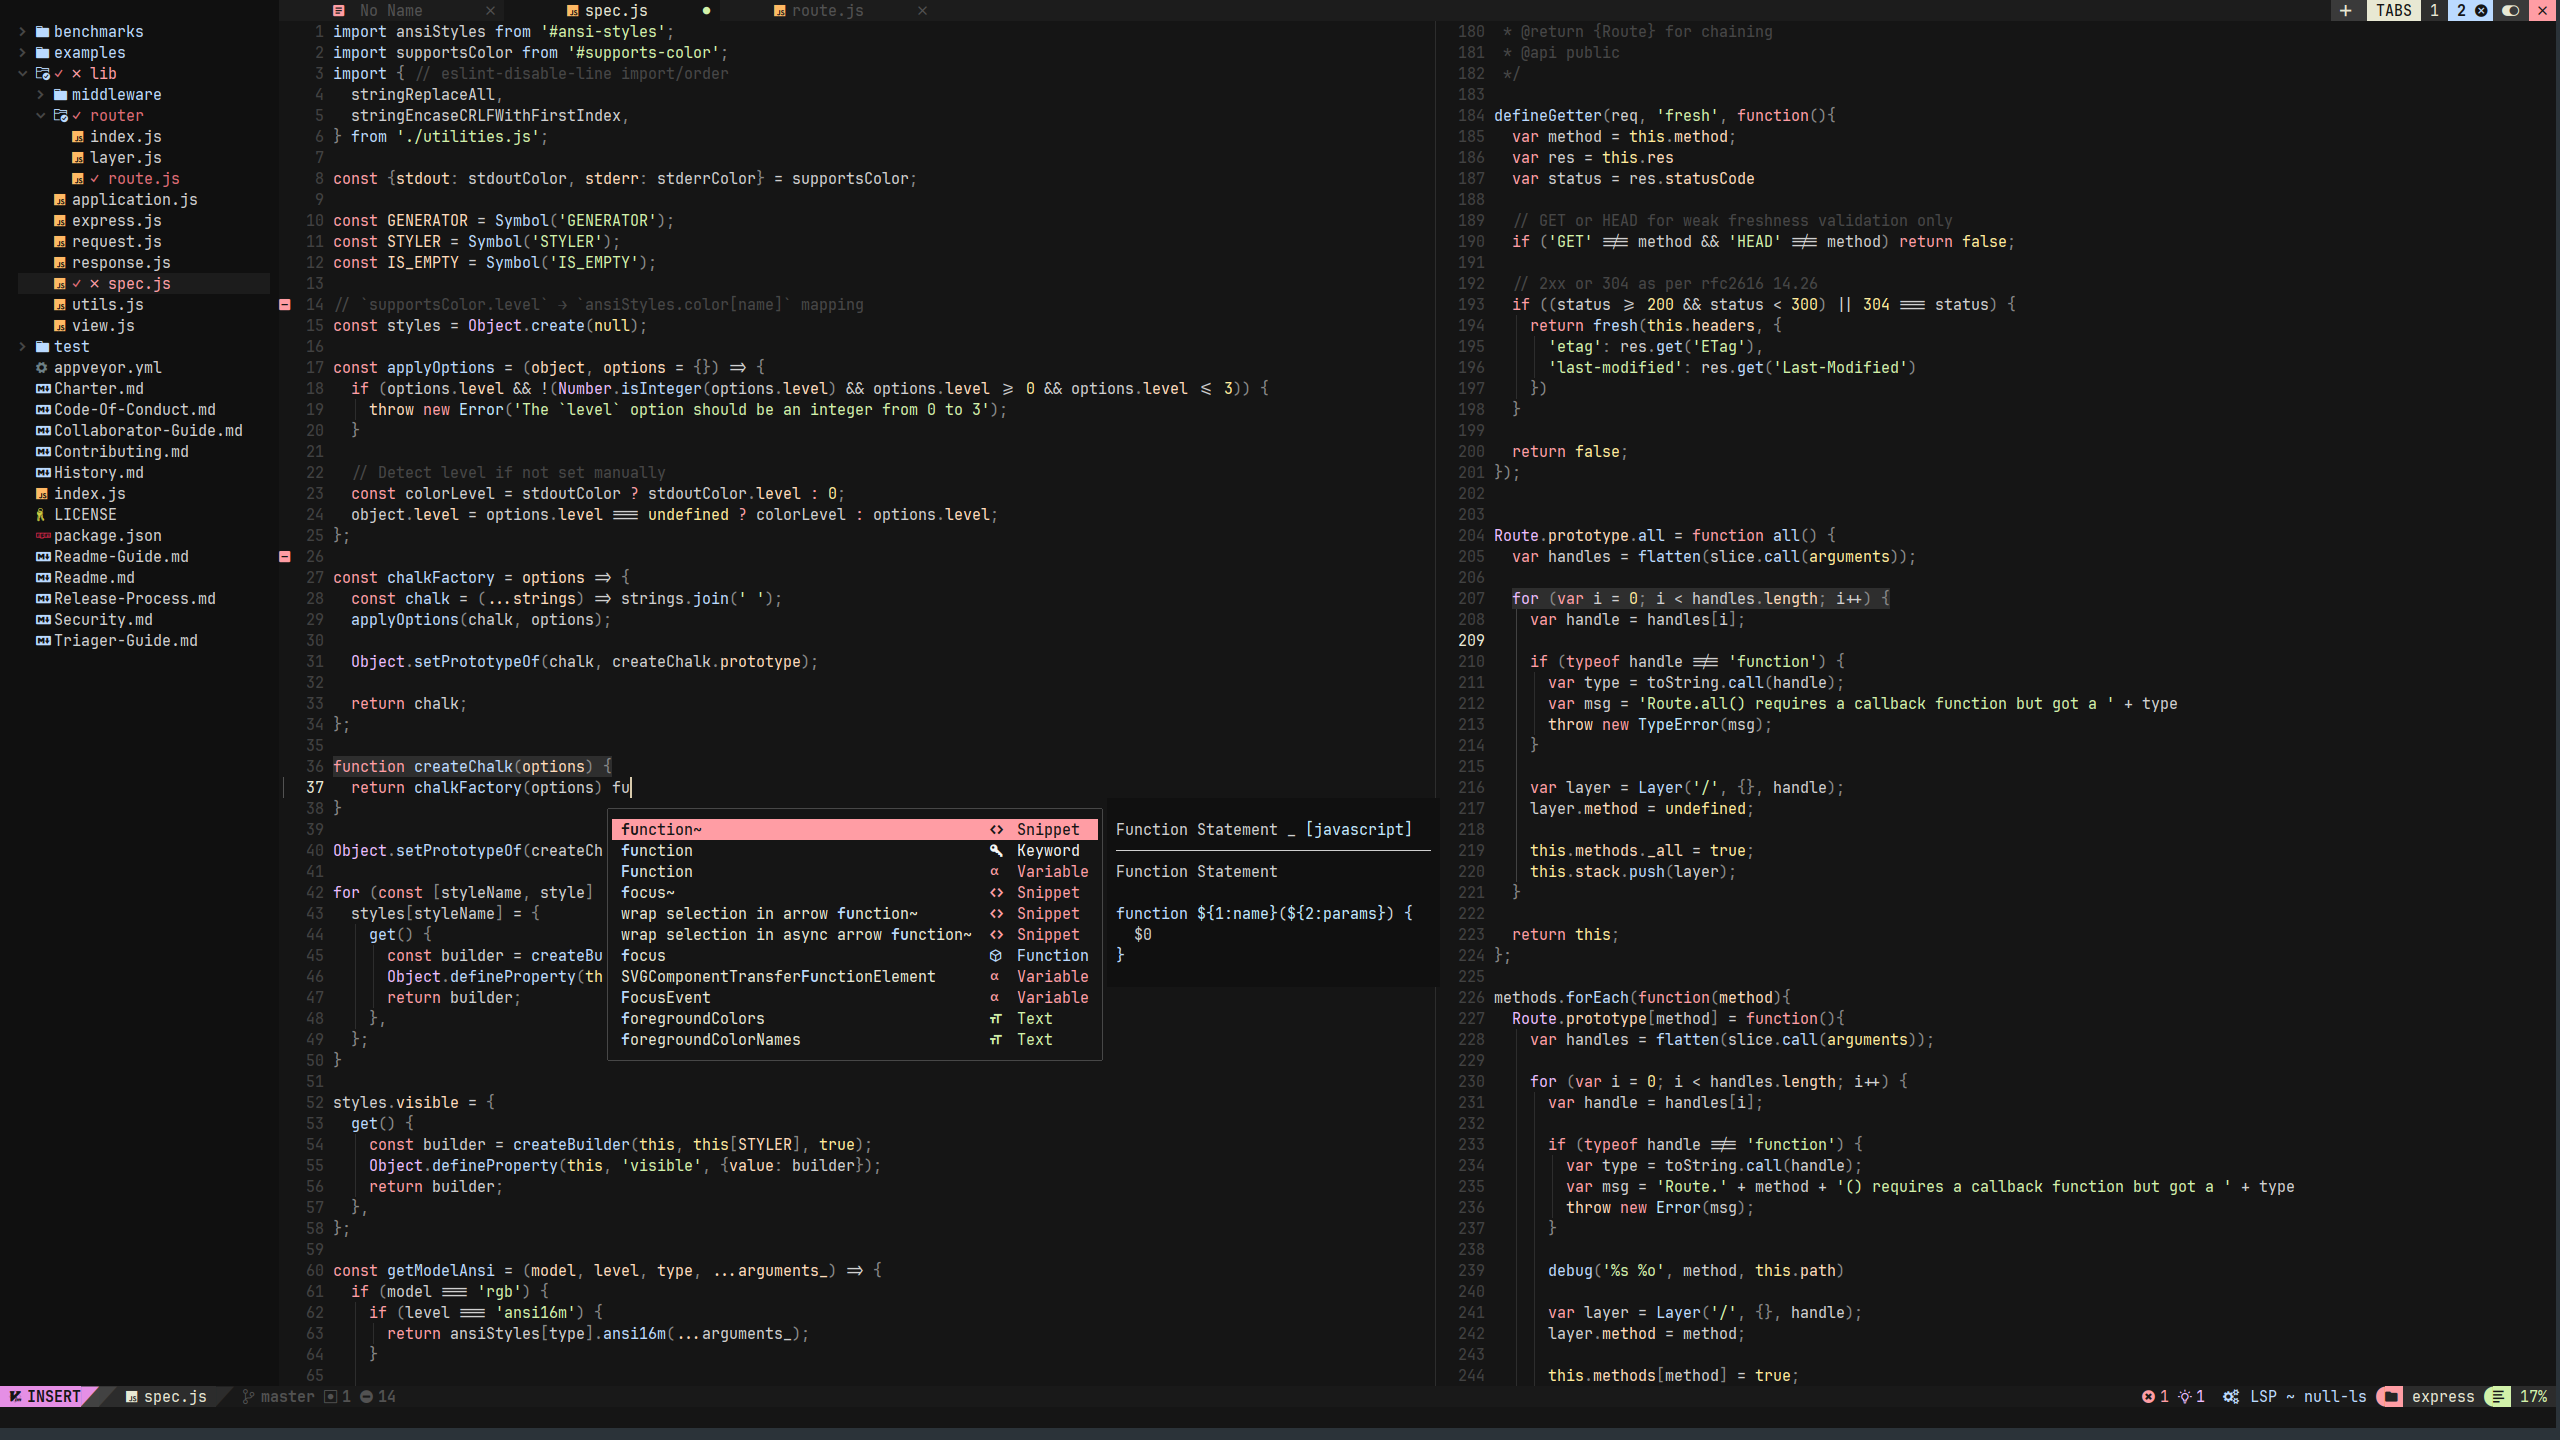 No Name
spec.js
route.js
TABS 1 2
benchmarks
examples
lib
middleware
router
index.js
layer.js
route.js
application.js
express.js
request.js
response.js
spec.js
utils.js
view.js
test
appveyor.yml
Charter.md
Code-Of-Conduct.md
Collaborator-Guide.md
Contributing.md
History.md
index.js
LICENSE
package.json
Readme-Guide.md
Readme.md
Release-Process.md
Security.md
Triager-Guide.md
1 import ansiStyles from '#ansi-styles';
2 import supportsColor from '#supports-color';
3 import { // eslint-disable-line import/order
4 stringReplaceAll,
5 stringEncaseCRLFWithFirstIndex,
6 } from './utilities.js';
7
8 const {stdout: stdoutColor, stderr: stderrColor} = supportsColor;
9
10 const GENERATOR = Symbol('GENERATOR');
11 const STYLER = Symbol('STYLER');
12 const IS_EMPTY = Symbol('IS_EMPTY');
13
14 // `supportsColor.level` → `ansiStyles.color[name]` mapping
15 const styles = Object.create(null);
16
17 const applyOptions = (object, options = {}) => {
18 if (options.level && !(Number.isInteger(options.level) && options.level >= 0 && options.level <= 3)) {
19 throw new Error('The `level` option should be an integer from 0 to 3');
20 }
21
22 // Detect level if not set manually
23 const colorLevel = stdoutColor ? stdoutColor.level : 0;
24 object.level = options.level === undefined ? colorLevel : options.level;
25 };
26
27 const chalkFactory = options => {
28 const chalk = (...strings) => strings.join(' ');
29 applyOptions(chalk, options);
30
31 Object.setPrototypeOf(chalk, createChalk.prototype);
32
33 return chalk;
34 };
35
36 function createChalk(options) {
37 return chalkFactory(options) fu
38 }
39
40 Object.setPrototypeOf(createCh
41
42 for (const [styleName, style]
43 styles[styleName] = {
44 get() {
45 const builder = createBu
46 Object.defineProperty(th
47 return builder;
48 },
49 };
50 }
51
52 styles.visible = {
53 get() {
54 const builder = createBuilder(this, this[STYLER], true);
55 Object.defineProperty(this, 'visible', {value: builder});
56 return builder;
57 },
58 };
59
60 const getModelAnsi = (model, level, type, ...arguments_) => {
61 if (model === 'rgb') {
62 if (level === 'ansi16m') {
63 return ansiStyles[type].ansi16m(...arguments_);
64 }
65
function~ Snippet
function Keyword
Function α Variable
focus~ Snippet
wrap selection in arrow function~ Snippet
wrap selection in async arrow function~ Snippet
focus Function
SVGComponentTransferFunctionElement α Variable
FocusEvent α Variable
foregroundColors Text
foregroundColorNames Text
Function Statement _ [javascript]
Function Statement
function ${1:name}(${2:params}) {
$0
}
180 * @return {Route} for chaining
181 * @api public
182 */
183
184 defineGetter(req, 'fresh', function(){
185 var method = this.method;
186 var res = this.res
187 var status = res.statusCode
188
189 // GET or HEAD for weak freshness validation only
190 if ('GET' !== method && 'HEAD' !== method) return false;
191
192 // 2xx or 304 as per rfc2616 14.26
193 if ((status >= 200 && status < 300) || 304 === status) {
194 return fresh(this.headers, {
195 'etag': res.get('ETag'),
196 'last-modified': res.get('Last-Modified')
197 })
198 }
199
200 return false;
201 });
202
203
204 Route.prototype.all = function all() {
205 var handles = flatten(slice.call(arguments));
206
207 for (var i = 0; i < handles.length; i++) {
208 var handle = handles[i];
209
210 if (typeof handle !== 'function') {
211 var type = toString.call(handle);
212 var msg = 'Route.all() requires a callback function but got a ' + type
213 throw new TypeError(msg);
214 }
215
216 var layer = Layer('/', {}, handle);
217 layer.method = undefined;
218
219 this.methods._all = true;
220 this.stack.push(layer);
221 }
222
223 return this;
224 };
225
226 methods.forEach(function(method){
227 Route.prototype[method] = function(){
228 var handles = flatten(slice.call(arguments));
229
230 for (var i = 0; i < handles.length; i++) {
231 var handle = handles[i];
232
233 if (typeof handle !== 'function') {
234 var type = toString.call(handle);
235 var msg = 'Route.' + method + '() requires a callback function but got a ' + type
236 throw new Error(msg);
237 }
238
239 debug('%s %o', method, this.path)
240
241 var layer = Layer('/', {}, handle);
242 layer.method = method;
243
244 this.methods[method] = true;
INSERT spec.js master 1 14
1 1 LSP ~ null-ls express 17%